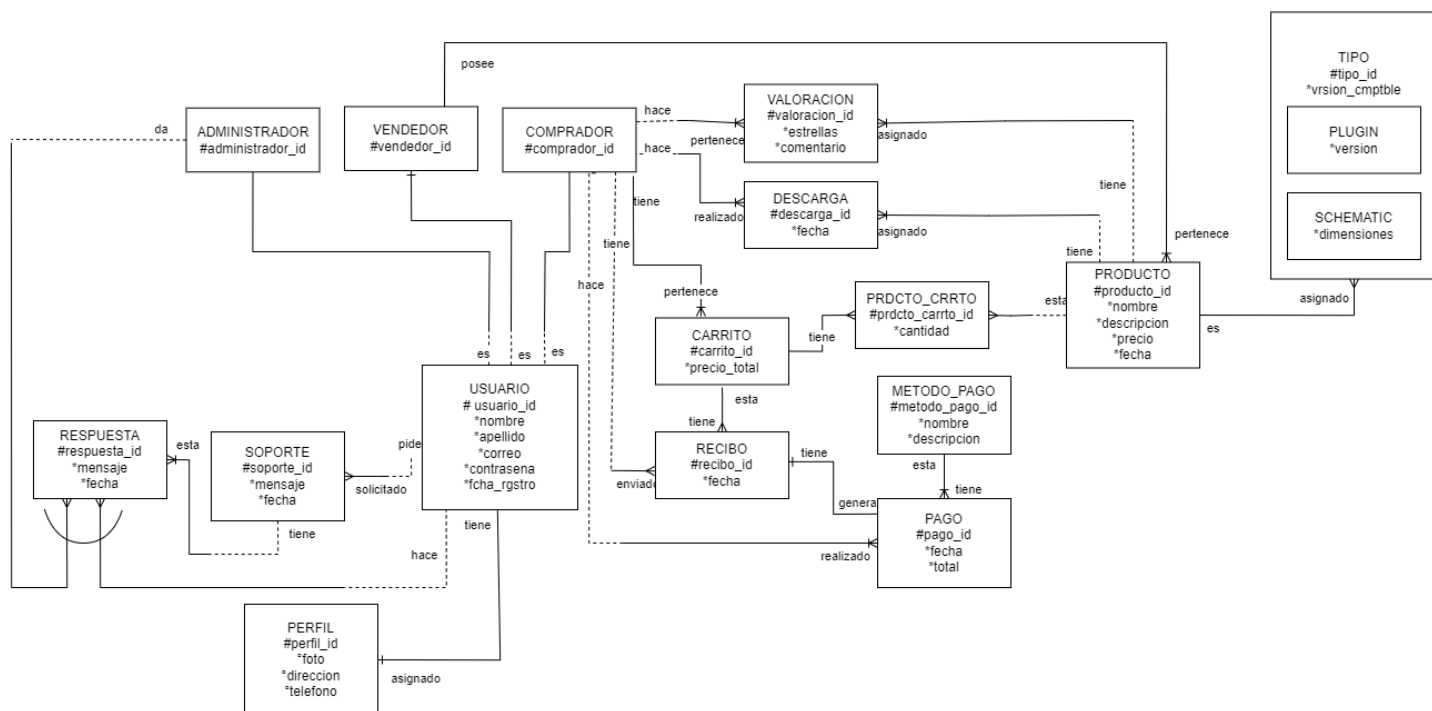 posee
da
ADMINISTRADOR
#administrador_id
VENDEDOR
#vendedor_id
COMPRADOR
#comprador_id
hace
pertenece
hace
VALORACION
#valoracion_id
*estrellas
*comentario
asignado
tiene
realizado
DESCARGA
#descarga_id
*fecha
asignado
tiene
tiene
tiene
hace
pertenece
TIPO
#tipo_id
*vrsion_cmptble
PLUGIN
*version
SCHEMATIC
*dimensiones
pertenece
asignado
es
PRODUCTO
#producto_id
*nombre
*descripcion
*precio
*fecha
esta
PRDCTO_CRRTO
#prdcto_carrto_id
*cantidad
tiene
CARRITO
#carrito_id
*precio_total
esta
tiene
METODO_PAGO
#metodo_pago_id
*nombre
*descripcion
esta
tiene
RECIBO
#recibo_id
*fecha
enviado
tiene
genera
PAGO
#pago_id
*fecha
*total
realizado
es
es
es
USUARIO
# usuario_id
*nombre
*apellido
*correo
*contrasena
*fcha_rgstro
pide
solicitado
tiene
hace
SOPORTE
#soporte_id
*mensaje
*fecha
esta
tiene
RESPUESTA
#respuesta_id
*mensaje
*fecha
PERFIL
#perfil_id
°foto
°direccion
°telefono
asignado